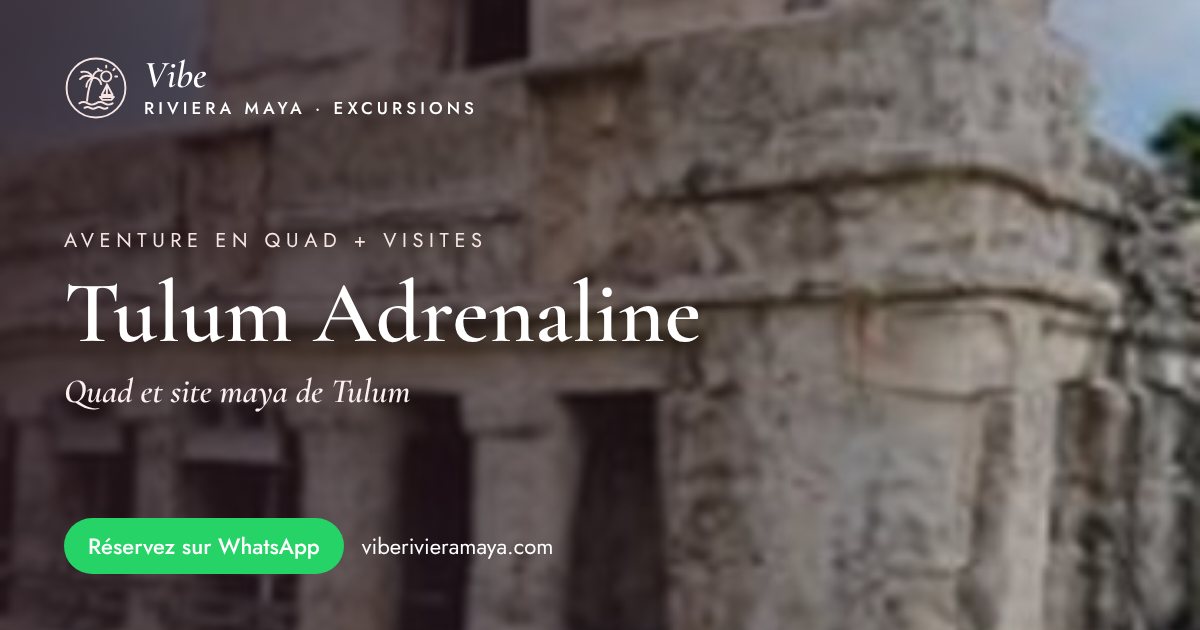 Vibe
RIVIERA MAYA · EXCURSIONS
AVENTURE EN QUAD + VISITES
Tulum Adrenaline
Quad et site maya de Tulum
Réservez sur WhatsApp
viberivieramaya.com